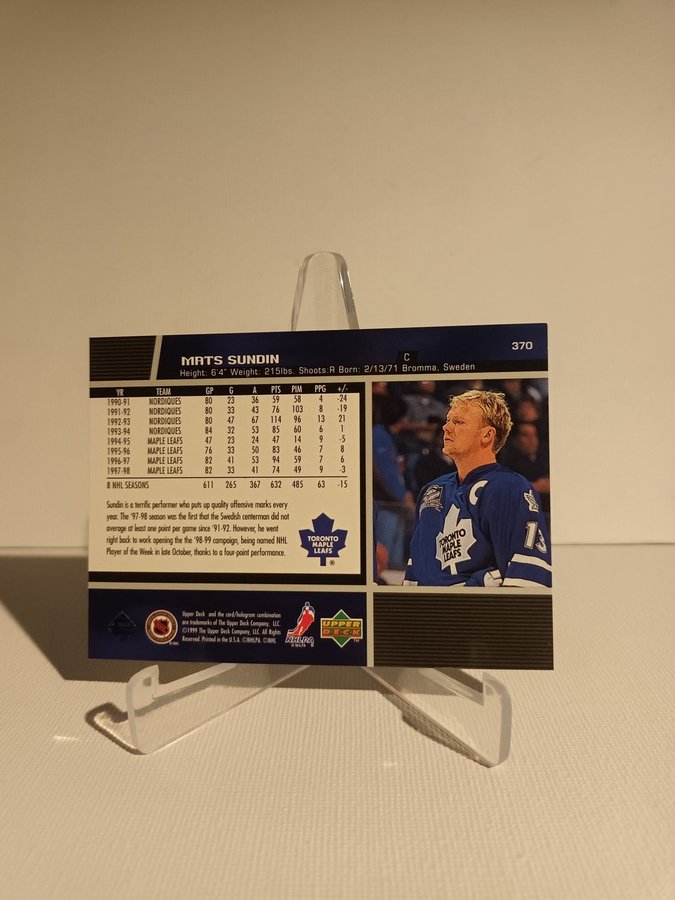 370
MATS SUNDIN C
Height: 6'4" Weight: 215lbs. Shoots:R Born: 2/13/71 Bromma, Sweden
YR TEAM GP G A PTS PIM PPG +/-
1990-91 NORDIQUES 80 23 36 59 58 4 -24
1991-92 NORDIQUES 80 33 43 76 103 8 -19
1992-93 NORDIQUES 80 47 67 114 96 13 21
1993-94 NORDIQUES 84 32 53 85 60 6 1
1994-95 MAPLE LEAFS 47 23 24 47 14 9 -5
1995-96 MAPLE LEAFS 76 33 50 83 46 7 8
1996-97 MAPLE LEAFS 82 41 53 94 59 7 6
1997-98 MAPLE LEAFS 82 33 41 74 49 9 -3
8 NHL SEASONS 611 265 367 632 485 63 -15
Sundin is a terrific performer who puts up quality offensive marks every
year. The '97-98 season was the first that the Swedish centerman did not
average at least one point per game since '91-92. However, he went
right back to work opening the the '98-99 campaign, being named NHL
Player of the Week in late October, thanks to a four-point performance.
TORONTO
MAPLE
LEAFS
®
TORONTO
MAPLE
LEAFS
C
13
Upper Deck and the card/hologram combination
are trademarks of The Upper Deck Company, LLC.
©1999 The Upper Deck Company, LLC. All Rights
Reserved. Printed in the U.S.A. ©NHLPA ©NHL
NHLPA
©NHLPA
UPPER
DECK